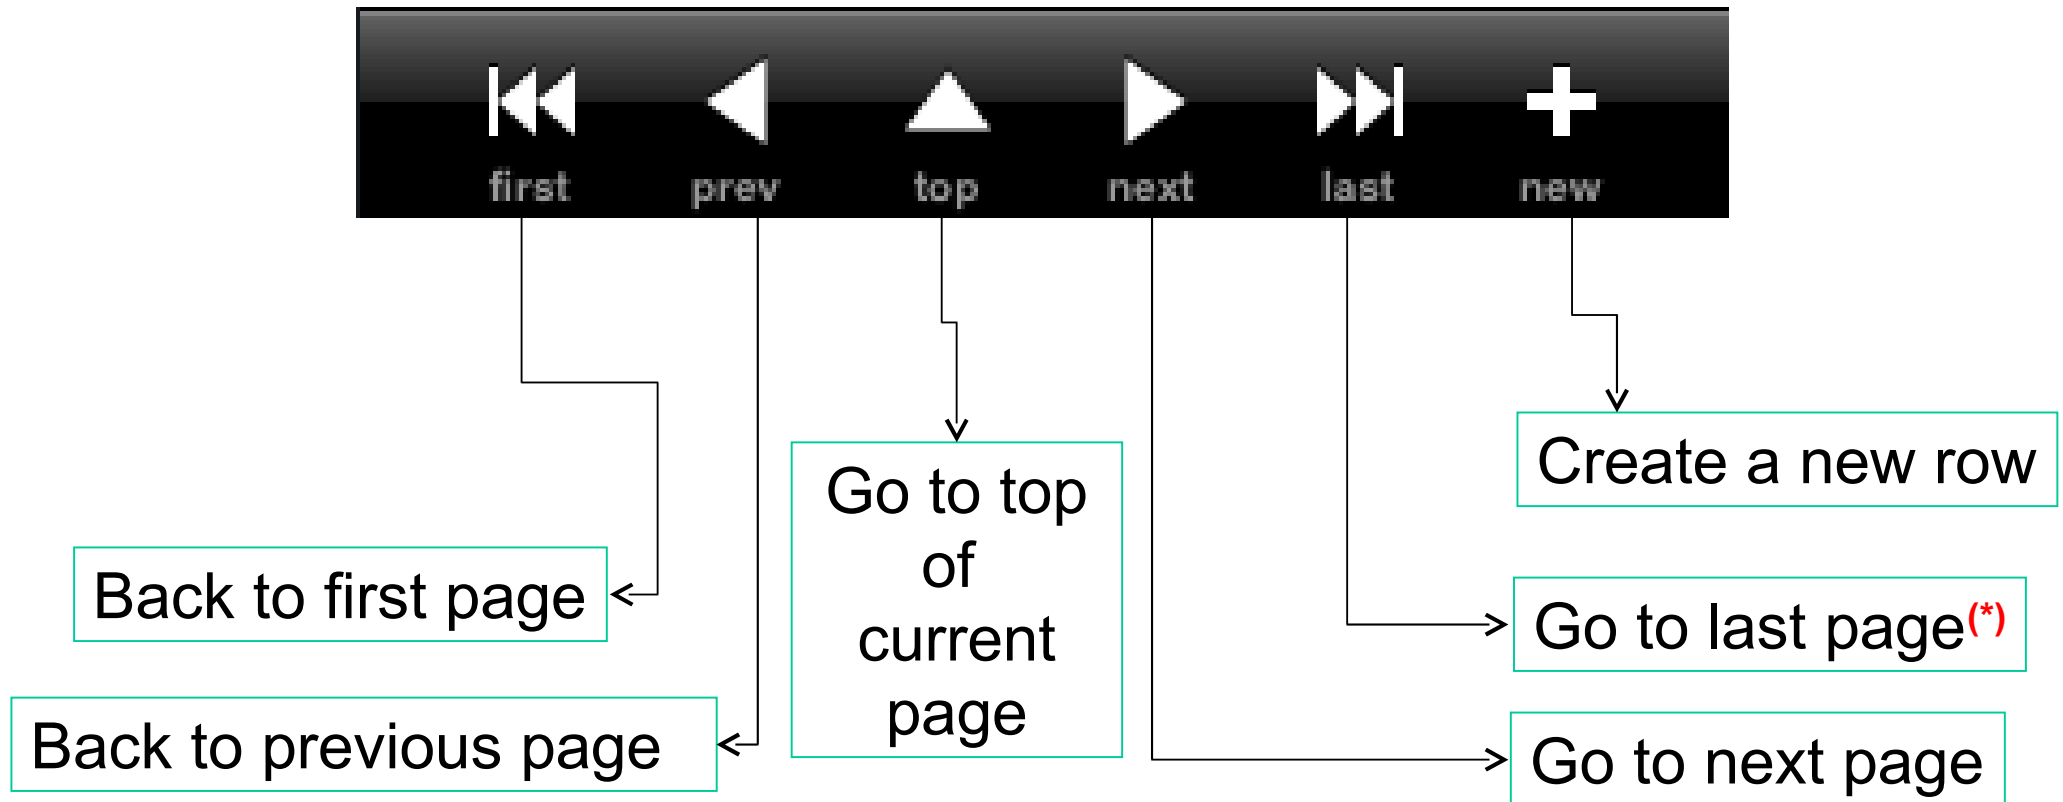 first prev top next last new
Create a new row
Go to top
of
current
page
Back to first page
Go to last page(*)
Back to previous page
Go to next page